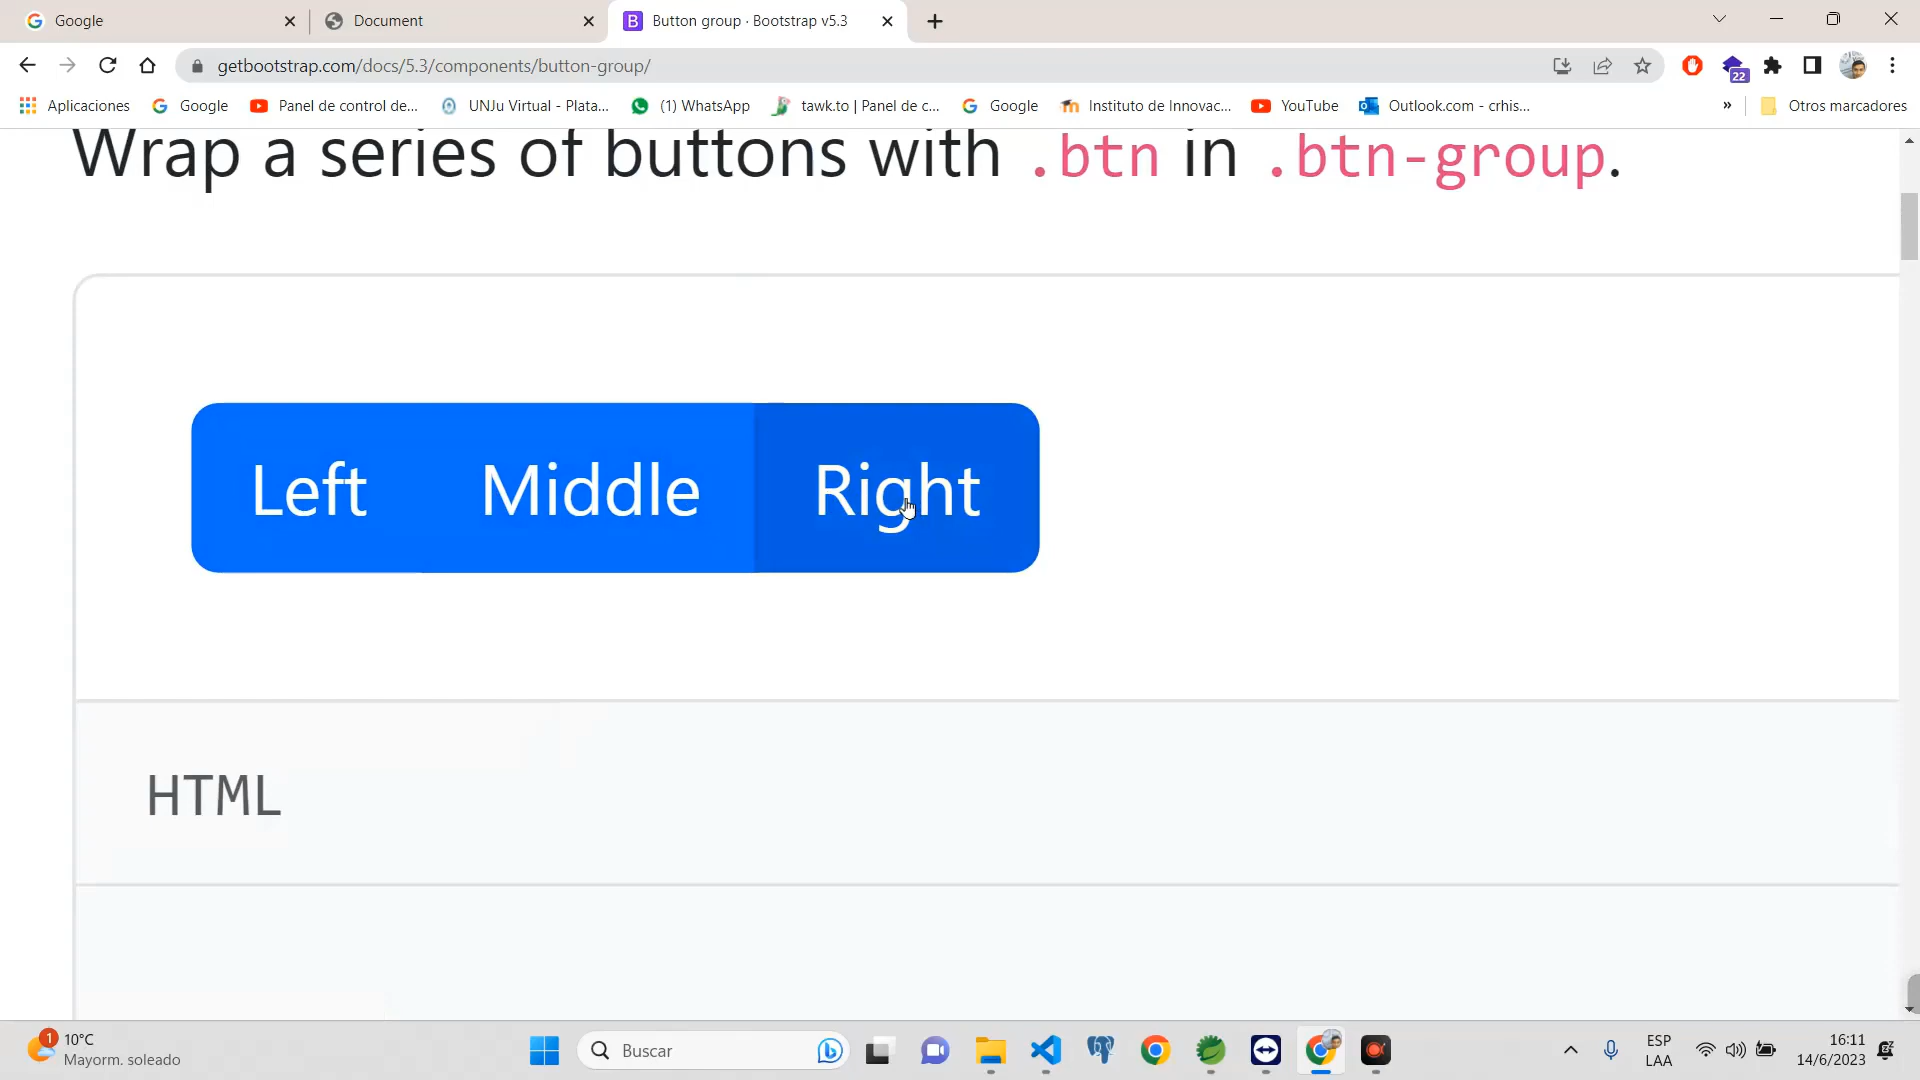 Google
Document
Button group · Bootstrap v5.3
getbootstrap.com/docs/5.3/components/button-group/
22
Aplicaciones
Google
Panel de control de...
UNJu Virtual - Plata...
(1) WhatsApp
tawk.to | Panel de c...
Google
Instituto de Innovac...
YouTube
Outlook.com - crhis...
»
Otros marcadores
Wrap a series of buttons with .btn in .btn-group.
Left
Middle
Right
HTML
1
10°C
Mayorm. soleado
Buscar
ESP
LAA
16:11
14/6/2023